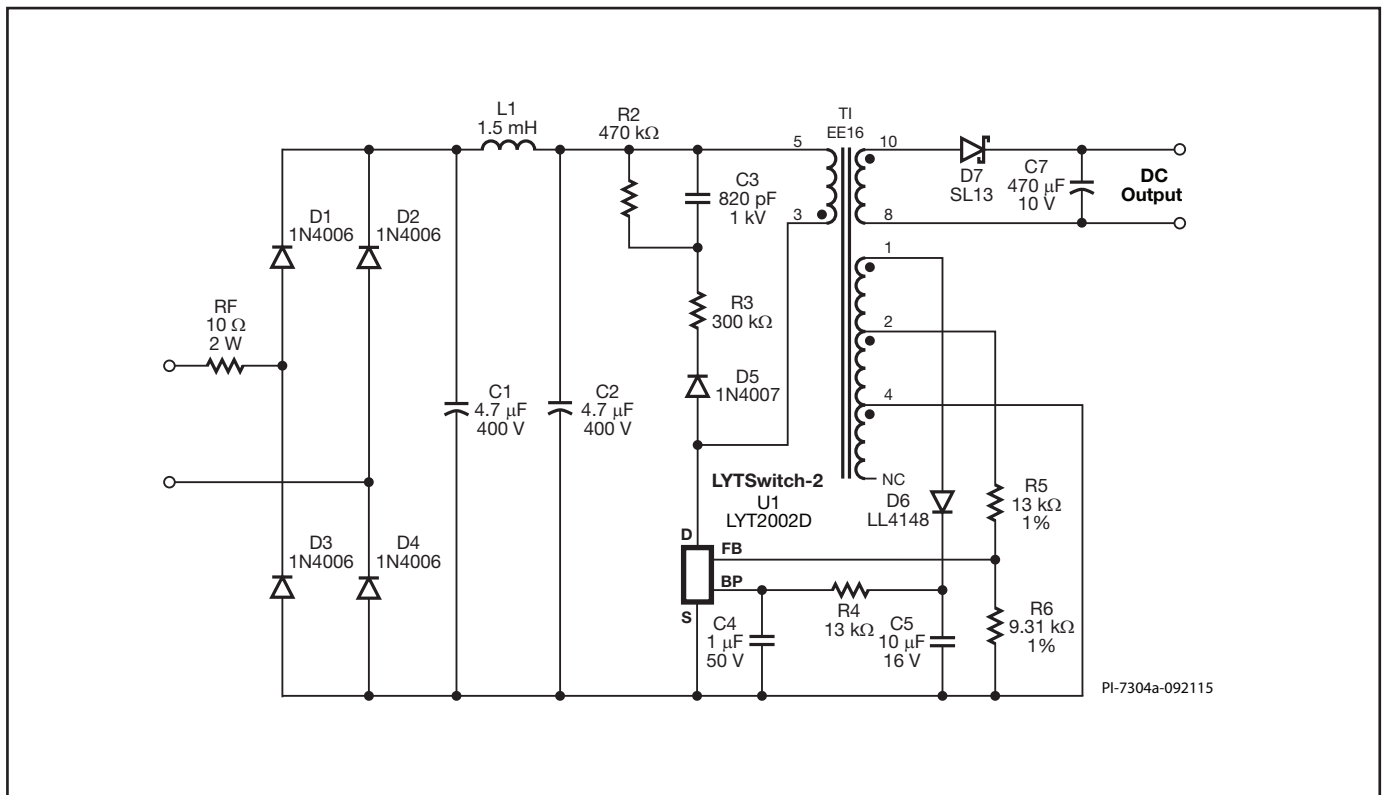 L1
1.5 mH
R2
470 kΩ
TI
EE16
5
10
D7
SL13
C7
470 μF
10 V
DC
Output
C3
820 pF
1 kV
3
8
D1
1N4006
D2
1N4006
1
RF
10 Ω
2 W
R3
300 kΩ
2
C1
4.7 μF
400 V
C2
4.7 μF
400 V
D5
1N4007
4
LYTSwitch-2
U1
LYT2002D
NC
D6
LL4148
R5
13 kΩ
1%
D3
1N4006
D4
1N4006
D
FB
BP
S
C4
1 μF
50 V
R4
13 kΩ
C5
10 μF
16 V
R6
9.31 kΩ
1%
PI-7304a-092115